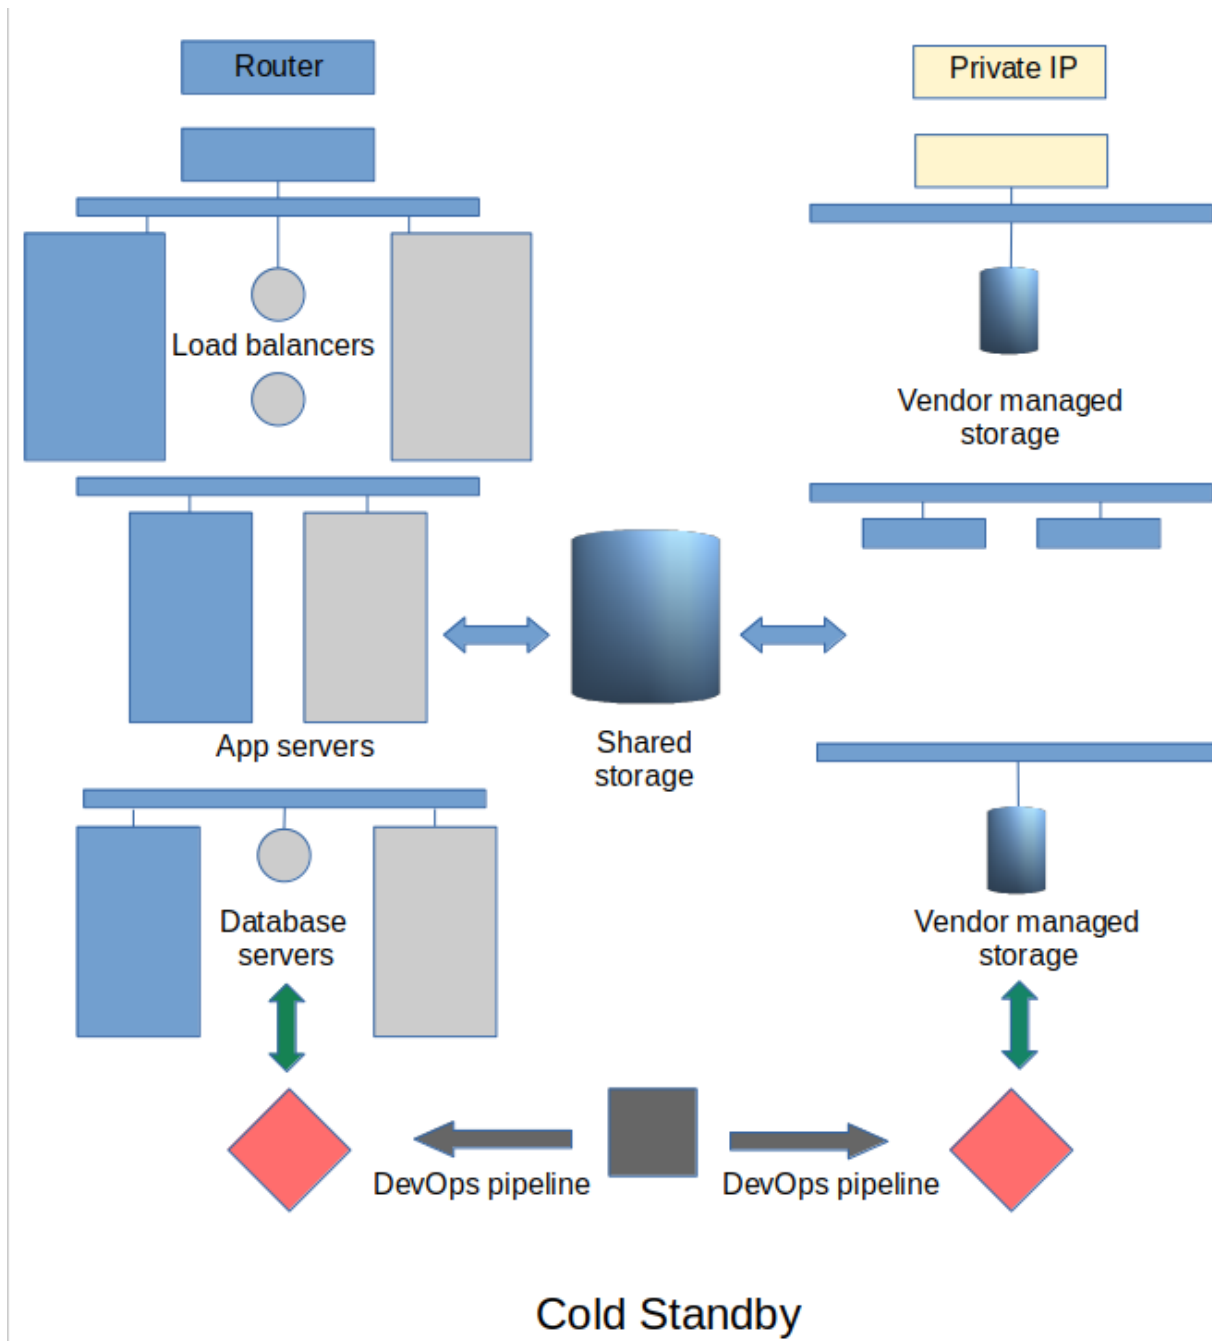 Router
Private IP
Load balancers
Vendor managed
storage
App servers
Shared
storage
Database
servers
Vendor managed
storage
DevOps pipeline
DevOps pipeline
Cold Standby